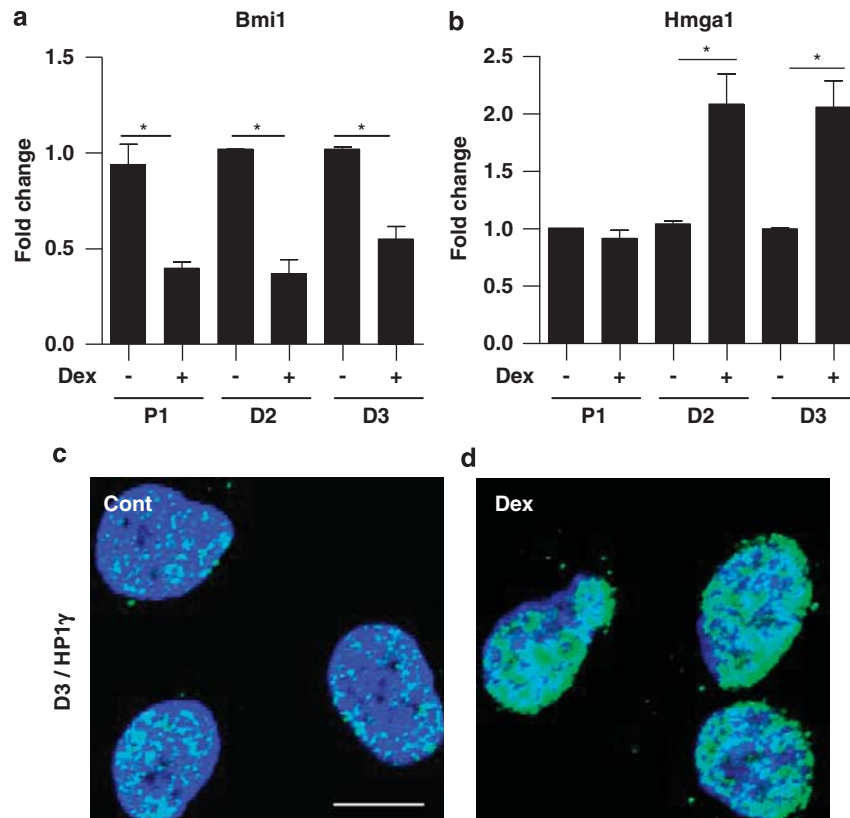 a
Bmi1
Fold change
1.5
1.0
0.5
0.0
* * *
Dex - + - + - +
P1 D2 D3
b
Hmga1
Fold change
2.5
2.0
1.5
1.0
0.5
0.0
* *
Dex - + - + - +
P1 D2 D3
c
D3 / HP1γ
Cont
d
Dex